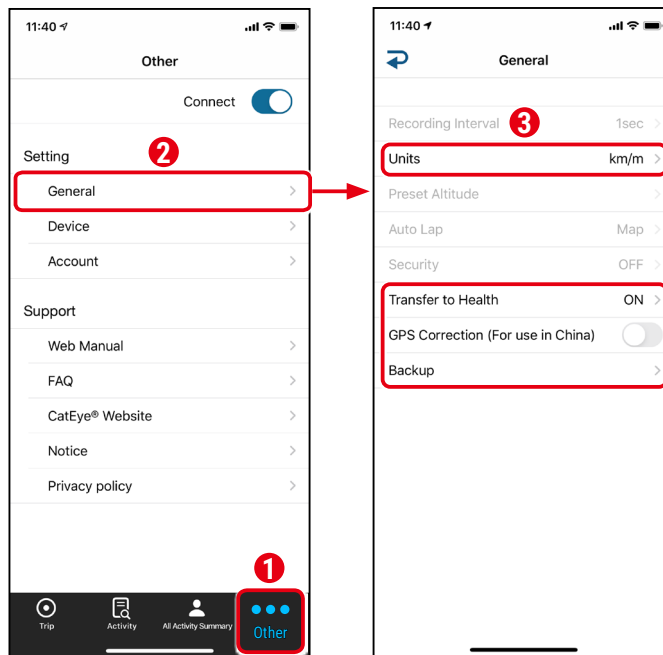 11:40
Other
Connect
2
Setting
General
Device
Account
Support
Web Manual
FAQ
CatEye® Website
Notice
Privacy policy
1
Trip
Activity
All Activity Summary
Other
11:40
General
Recording Interval 3 1sec
Units km/m
Preset Altitude
Auto Lap Map
Security OFF
Transfer to Health ON
GPS Correction (For use in China)
Backup